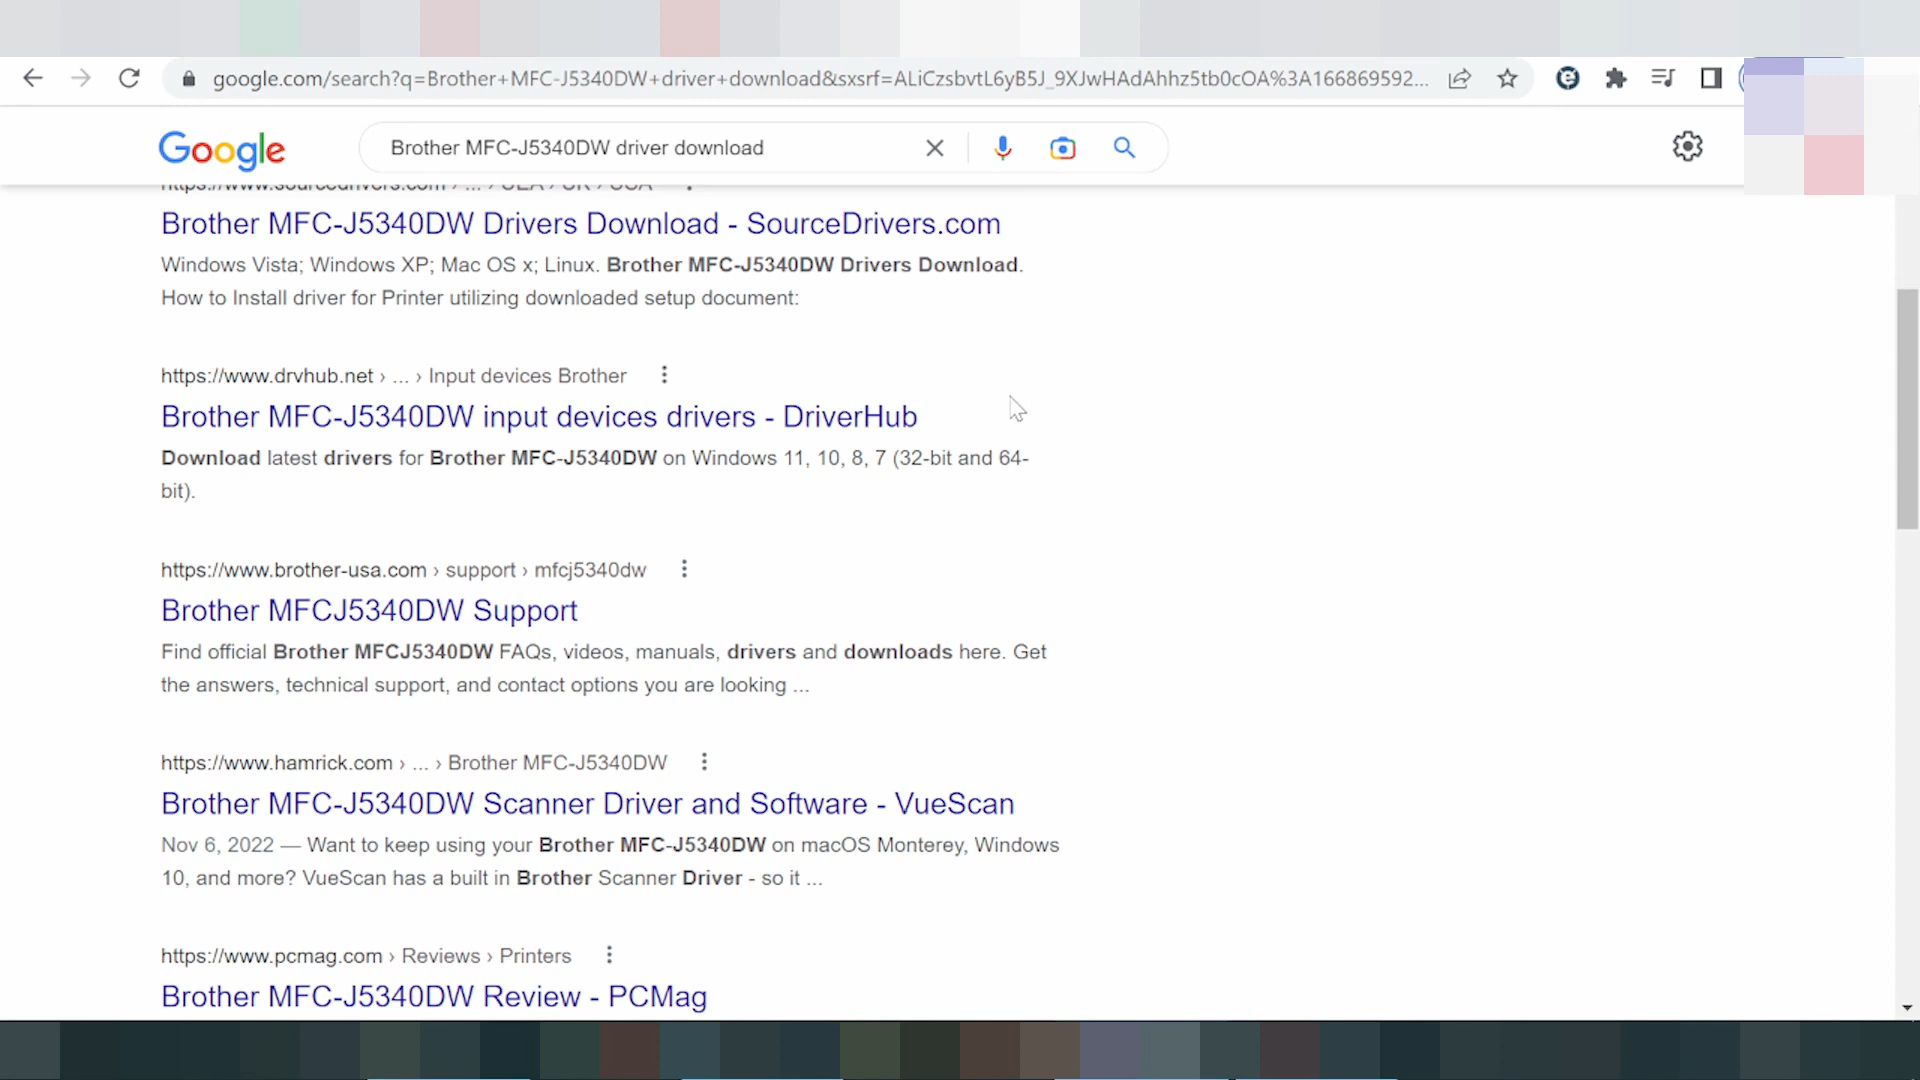 google.com/search?q=Brother+MFC-J5340DW+driver+download&sxsrf=ALiCzsbvtL6yB5J_9XJwHAdAhhz5tb0cOA%3A166869592...
Google
Brother MFC-J5340DW driver download
https://www.sourcedrivers.com › ... › UEA › UK › USA
Brother MFC-J5340DW Drivers Download - SourceDrivers.com
Windows Vista; Windows XP; Mac OS x; Linux. Brother MFC-J5340DW Drivers Download.
How to Install driver for Printer utilizing downloaded setup document:
https://www.drvhub.net › ... › Input devices Brother
Brother MFC-J5340DW input devices drivers - DriverHub
Download latest drivers for Brother MFC-J5340DW on Windows 11, 10, 8, 7 (32-bit and 64-
bit).
https://www.brother-usa.com › support › mfcj5340dw
Brother MFCJ5340DW Support
Find official Brother MFCJ5340DW FAQs, videos, manuals, drivers and downloads here. Get
the answers, technical support, and contact options you are looking ...
https://www.hamrick.com › ... › Brother MFC-J5340DW
Brother MFC-J5340DW Scanner Driver and Software - VueScan
Nov 6, 2022 — Want to keep using your Brother MFC-J5340DW on macOS Monterey, Windows
10, and more? VueScan has a built in Brother Scanner Driver - so it ...
https://www.pcmag.com › Reviews › Printers
Brother MFC-J5340DW Review - PCMag